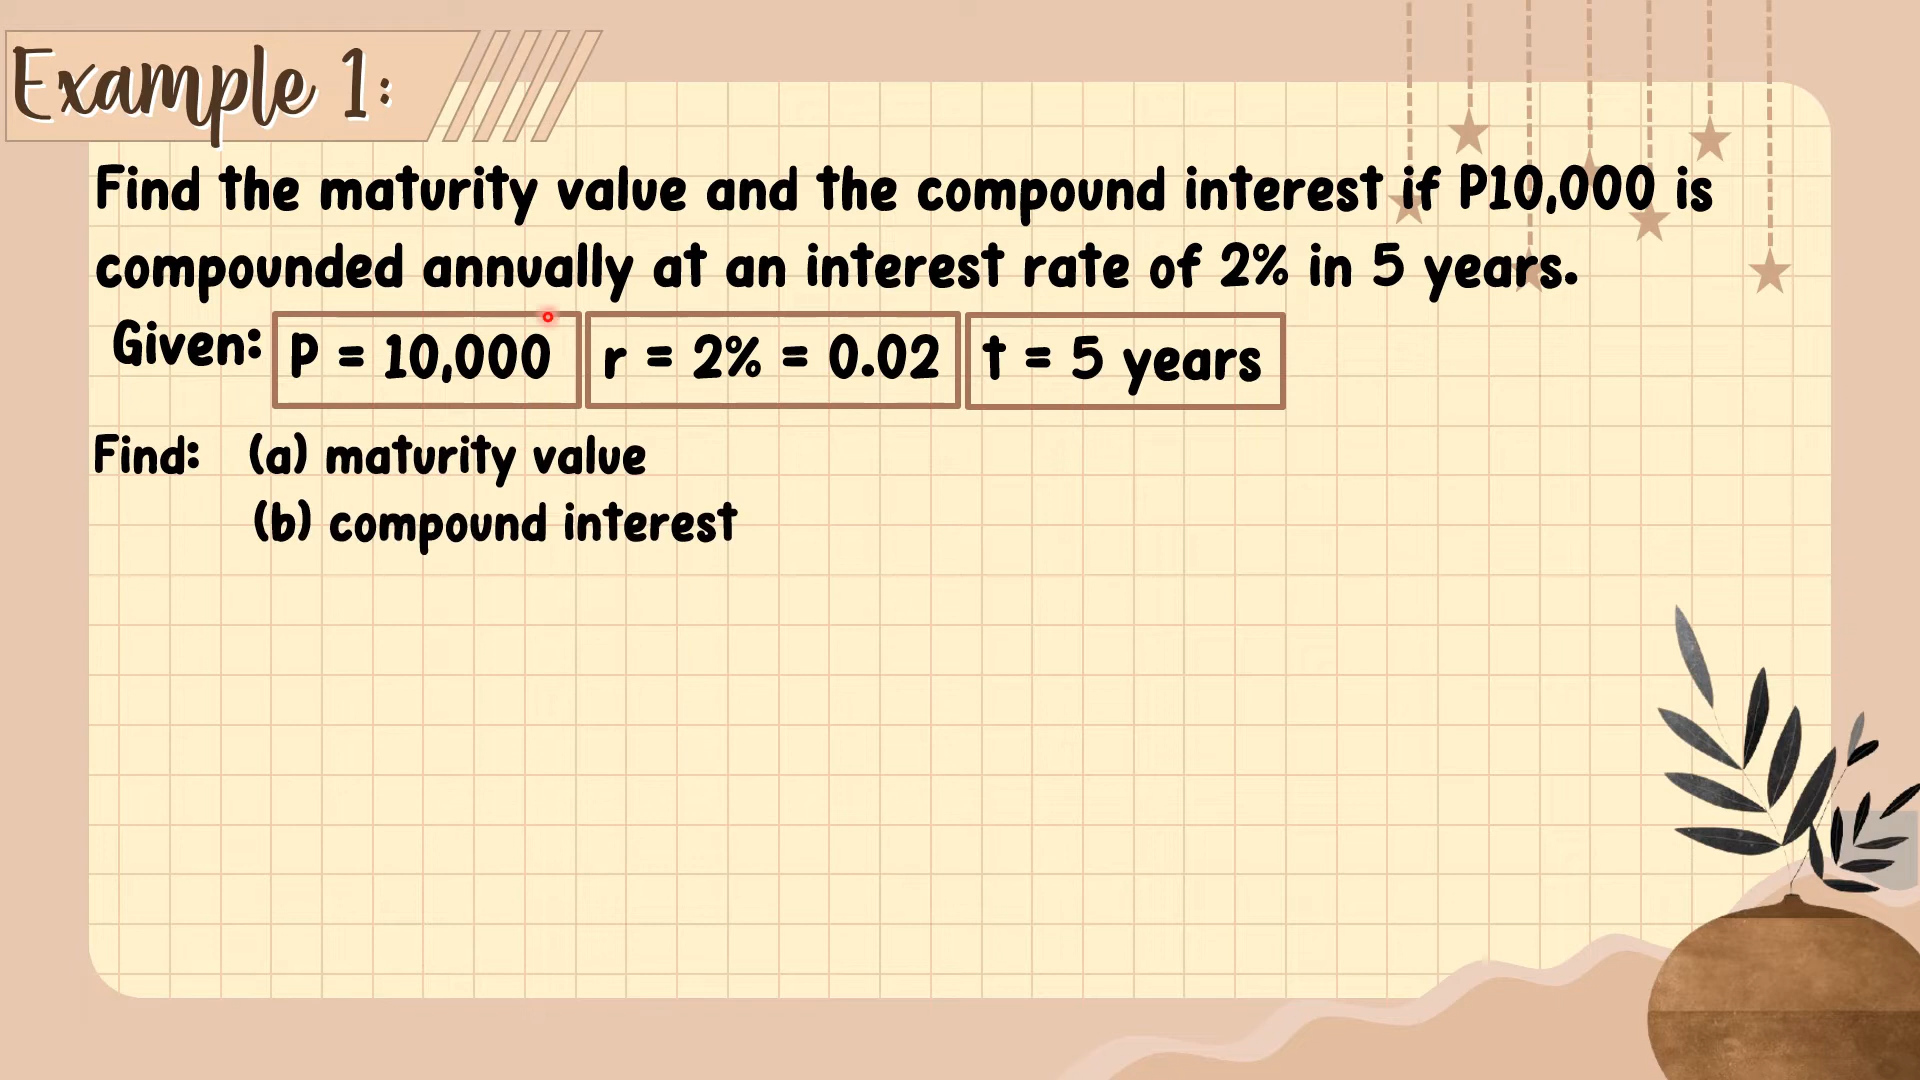 Example 1:
Find the maturity value and the compound interest if P10,000 is
compounded annually at an interest rate of 2% in 5 years.
Given: P = 10,000 r = 2% = 0.02 t = 5 years
Find: (a) maturity value
(b) compound interest